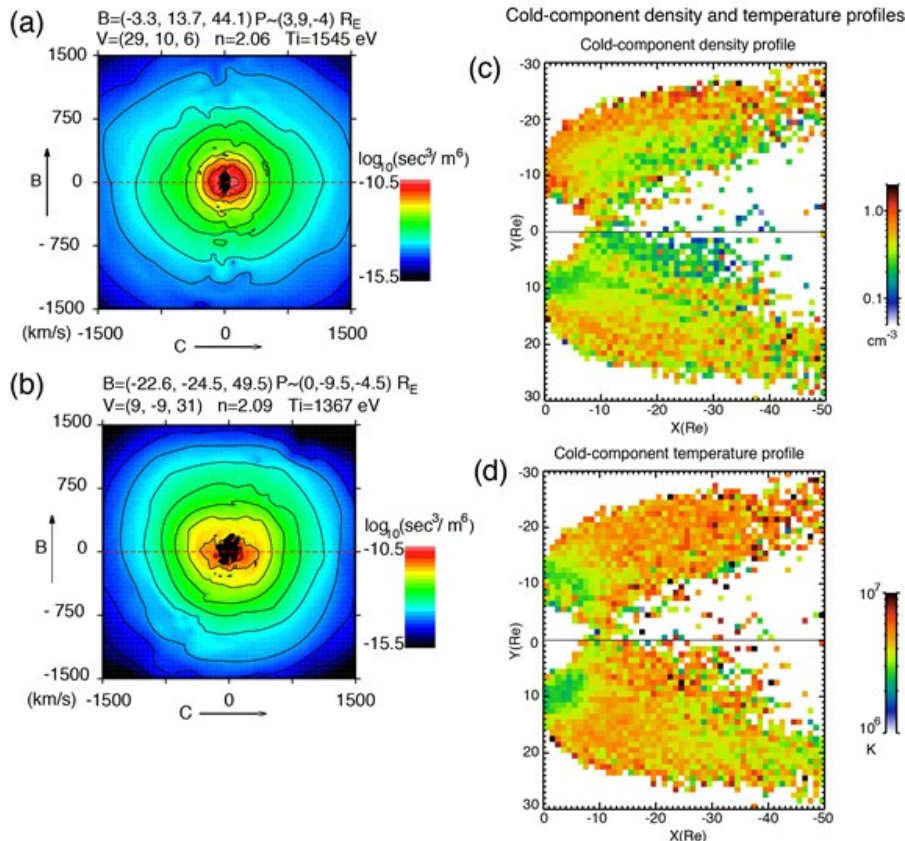 (a)
B=(-3.3, 13.7, 44.1) P~(3,9,-4) R_E
V=(29, 10, 6) n=2.06 Ti=1545 eV
1500
750
0
-750
-1500
B
(km/s) -1500 0 1500
C
log10(sec3/ m6)
-10.5
-15.5
(b)
B=(-22.6, -24.5, 49.5) P~(0,-9.5,-4.5) R_E
V=(9, -9, 31) n=2.09 Ti=1367 eV
1500
750
0
-750
-1500
B
(km/s) -1500 0 1500
C
log10(sec3/ m6)
-10.5
-15.5
Cold-component density and temperature profiles
(c)
Cold-component density profile
-30
-20
-10
0
10
20
30
Y(Re)
0 -10 -20 -30 -40 -50
X(Re)
1.0
0.1
cm-3
(d)
Cold-component temperature profile
-30
-20
-10
0
10
20
30
Y(Re)
0 -10 -20 -30 -40 -50
X(Re)
10^7
10^6
K